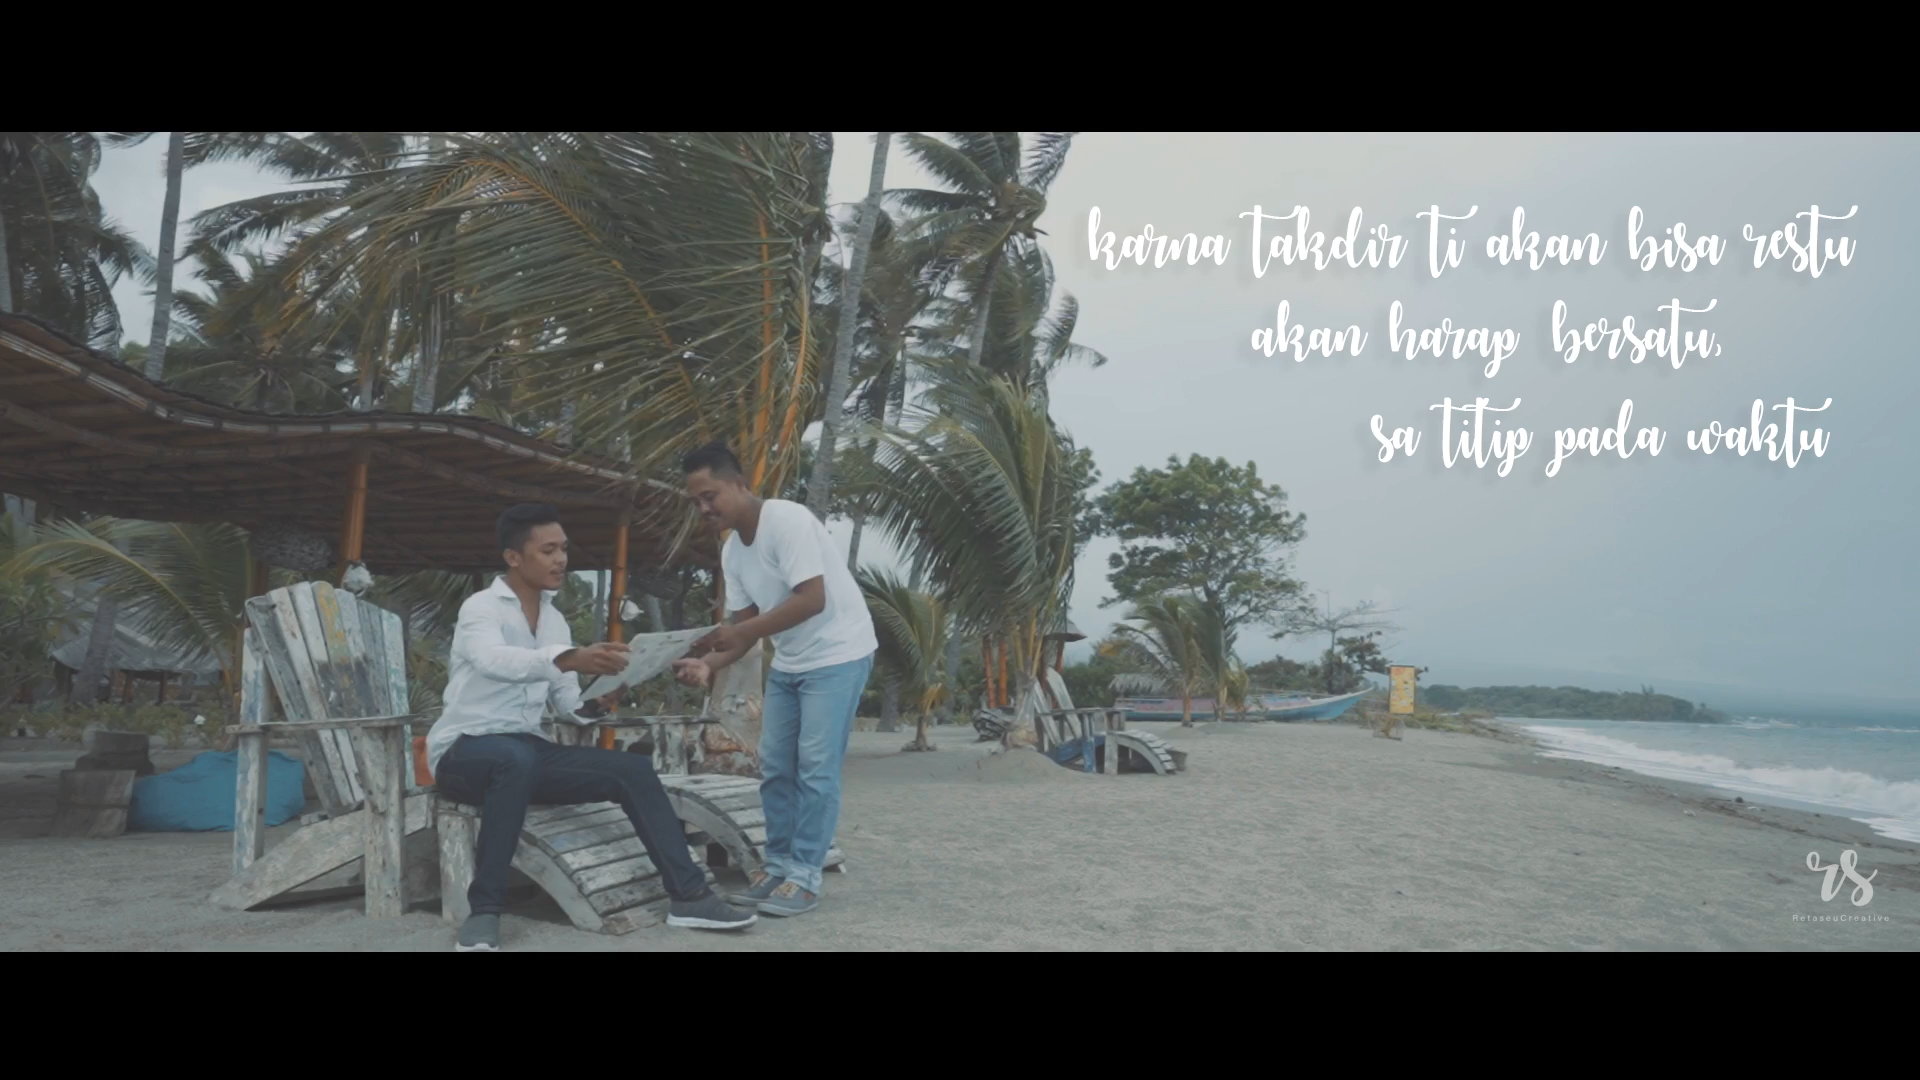 karna takdir ti akan bisa restu
akan harap bersatu,
sa titip pada waktu
rs
RetaseuCreative